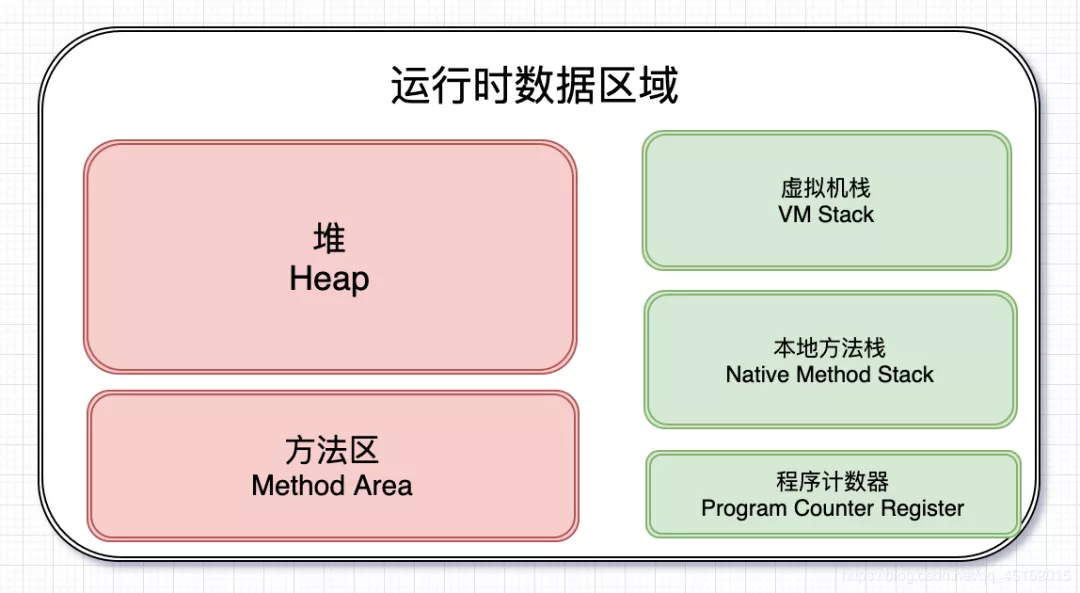 运行时数据区域
堆
Heap
方法区
Method Area
虚拟机栈
VM Stack
本地方法栈
Native Method Stack
程序计数器
Program Counter Register
https://blog.csdn.net/qq_45152015